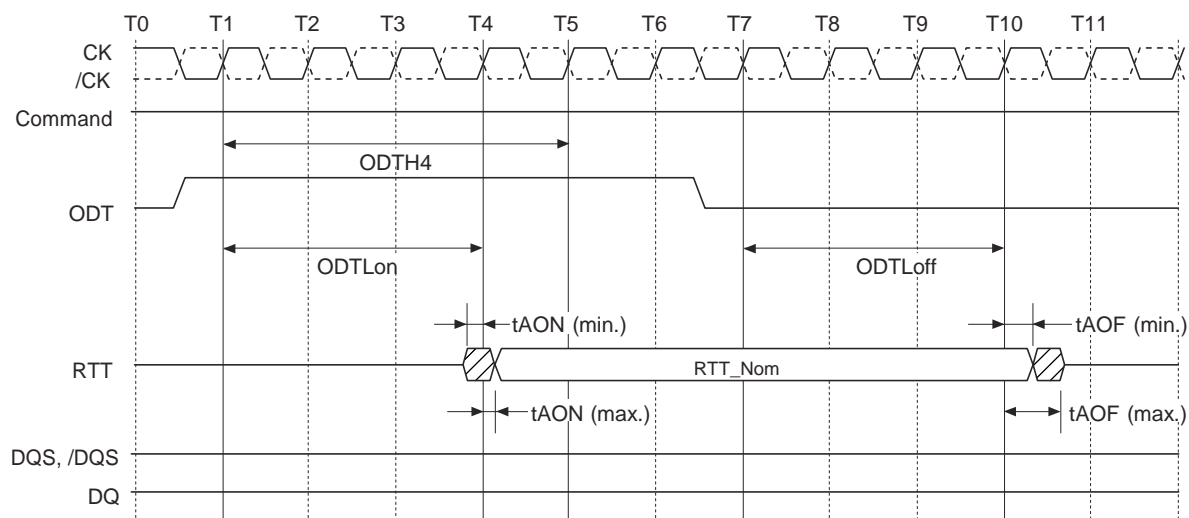 T0 T1 T2 T3 T4 T5 T6 T7 T8 T9 T10 T11
CK
/CK
Command
ODTH4
ODT
ODTLon ODTLoff
tAON (min.) tAOF (min.)
RTT RTT_Nom
tAON (max.) tAOF (max.)
DQS, /DQS
DQ